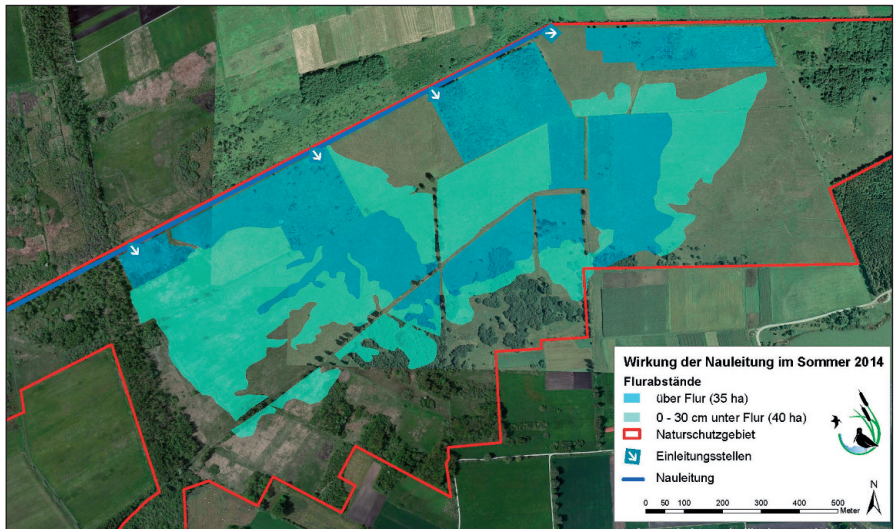 Wirkung der Nauleitung im Sommer 2014
Flurabstände
über Flur (35 ha)
0 - 30 cm unter Flur (40 ha)
Naturschutzgebiet
Einleitungsstellen
Nauleitung
N
0 50 100 200 300 400 500
Meter